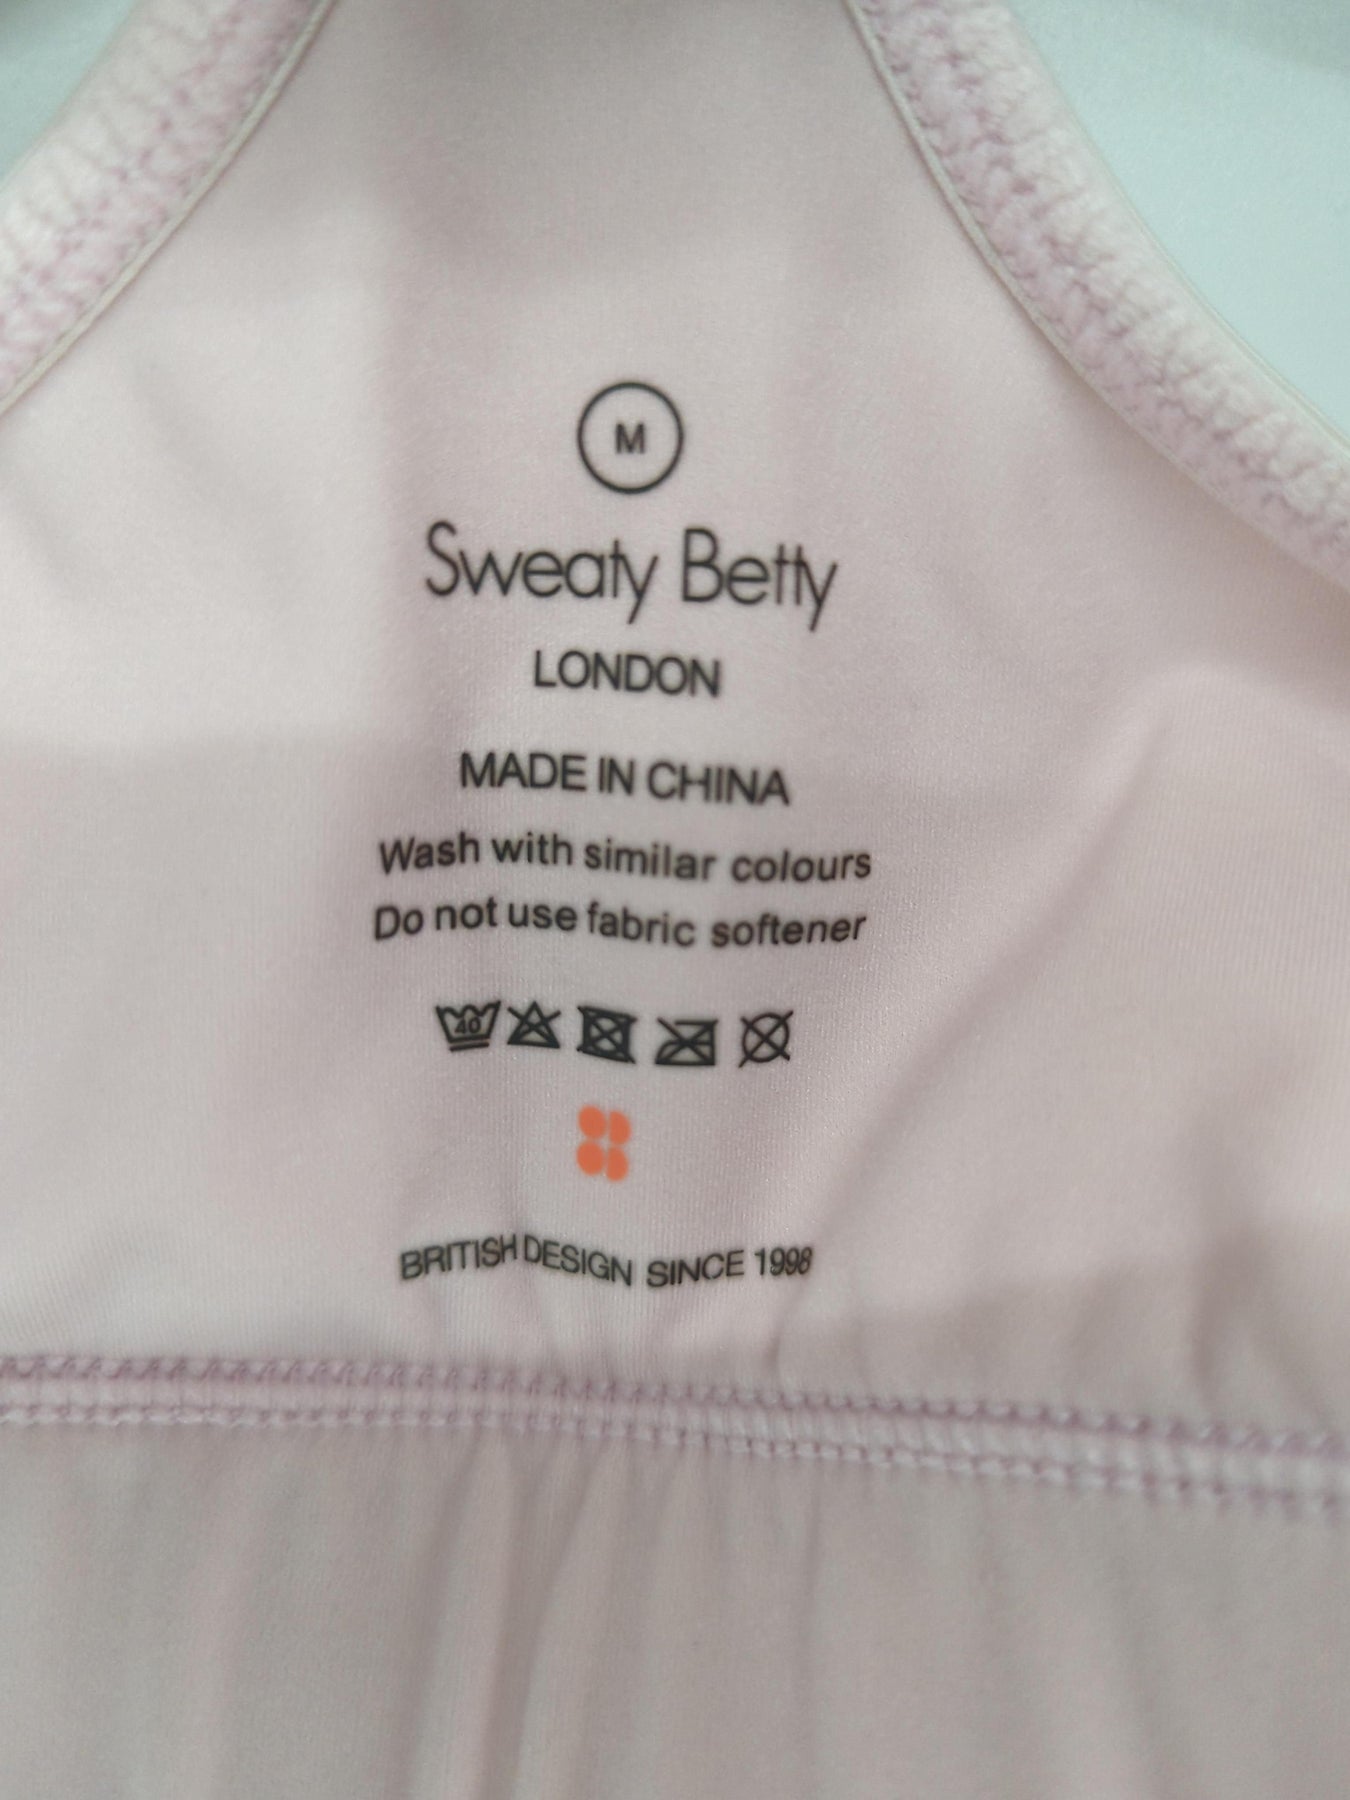 M
Sweaty Betty
LONDON
MADE IN CHINA
Wash with similar colours
Do not use fabric softener
40
BRITISH DESIGN SINCE 1998